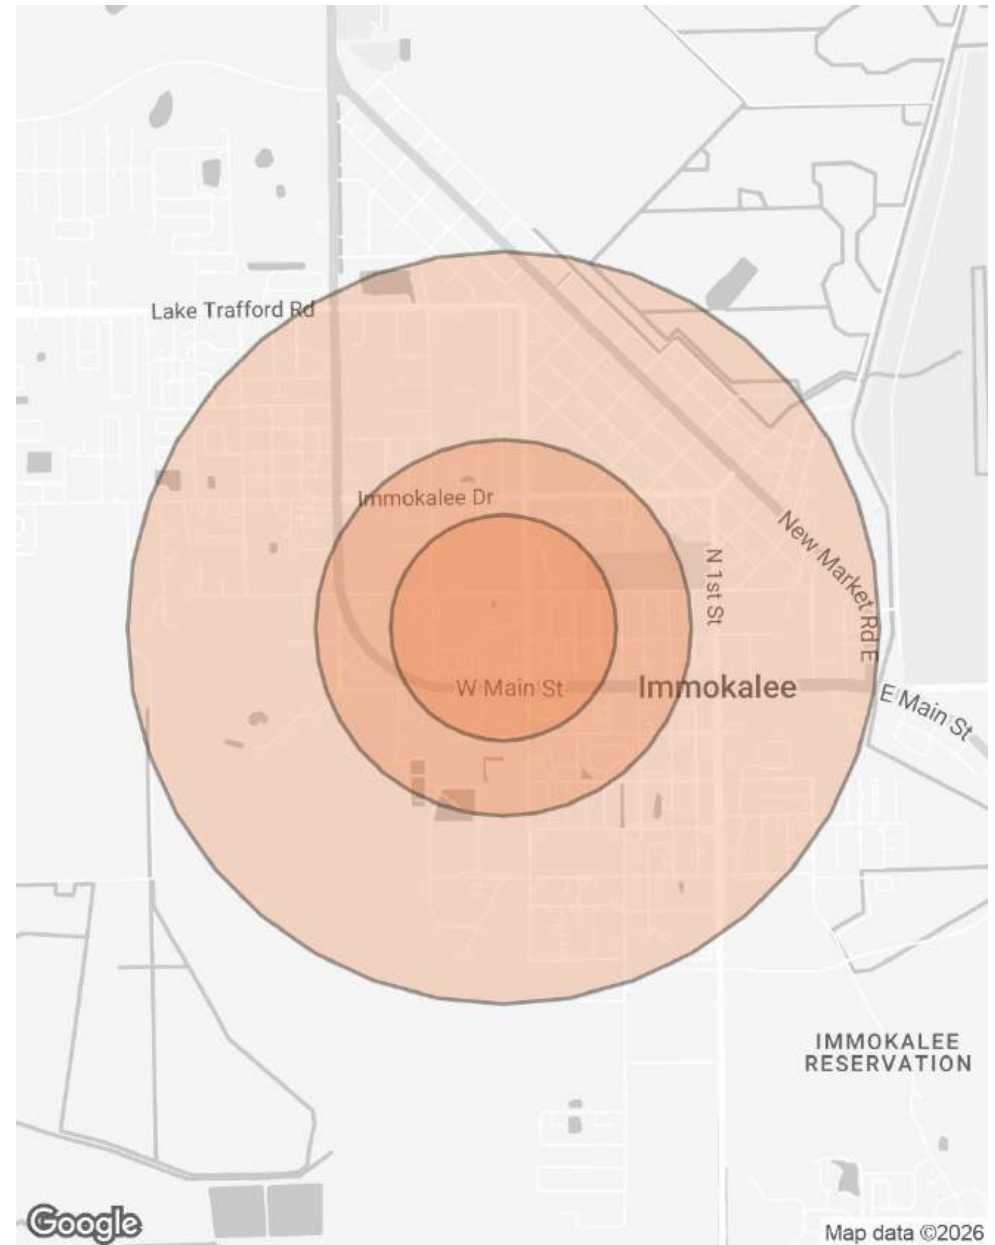 Lake Trafford Rd
Immokalee Dr
New Market Rd E
N 1st St
W Main St
Immokalee
E Main St
IMMOKALEE
RESERVATION
Google
Map data ©2026